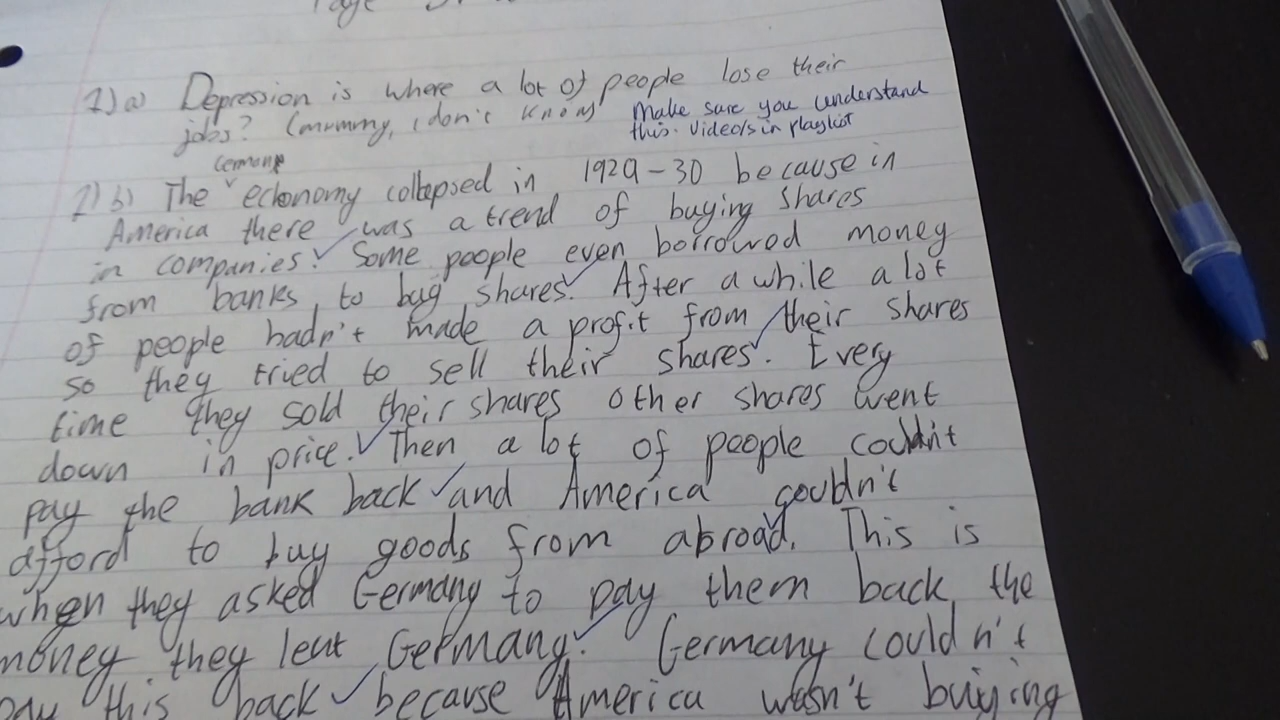 Page
1) a) Depression is where a lot of people lose their
jobs? (mummy, i don't know) Make sure you understand
this. Video/s in playlist
German
1) b) The economy collapsed in 1929-30 because in
America there was a trend of buying shares
in companies. Some people even borrowed money
from banks to buy shares. After a while a lot
of people hadn't made a profit from their shares
so they tried to sell their shares. Every
time they sold their shares other shares went
down in price. Then a lot of people couldn't
pay the bank back and America couldn't
afford to buy goods from abroad. This is
when they asked Germany to pay them back the
money they lent Germany. Germany couldn't
pay this back because America wasn't buying